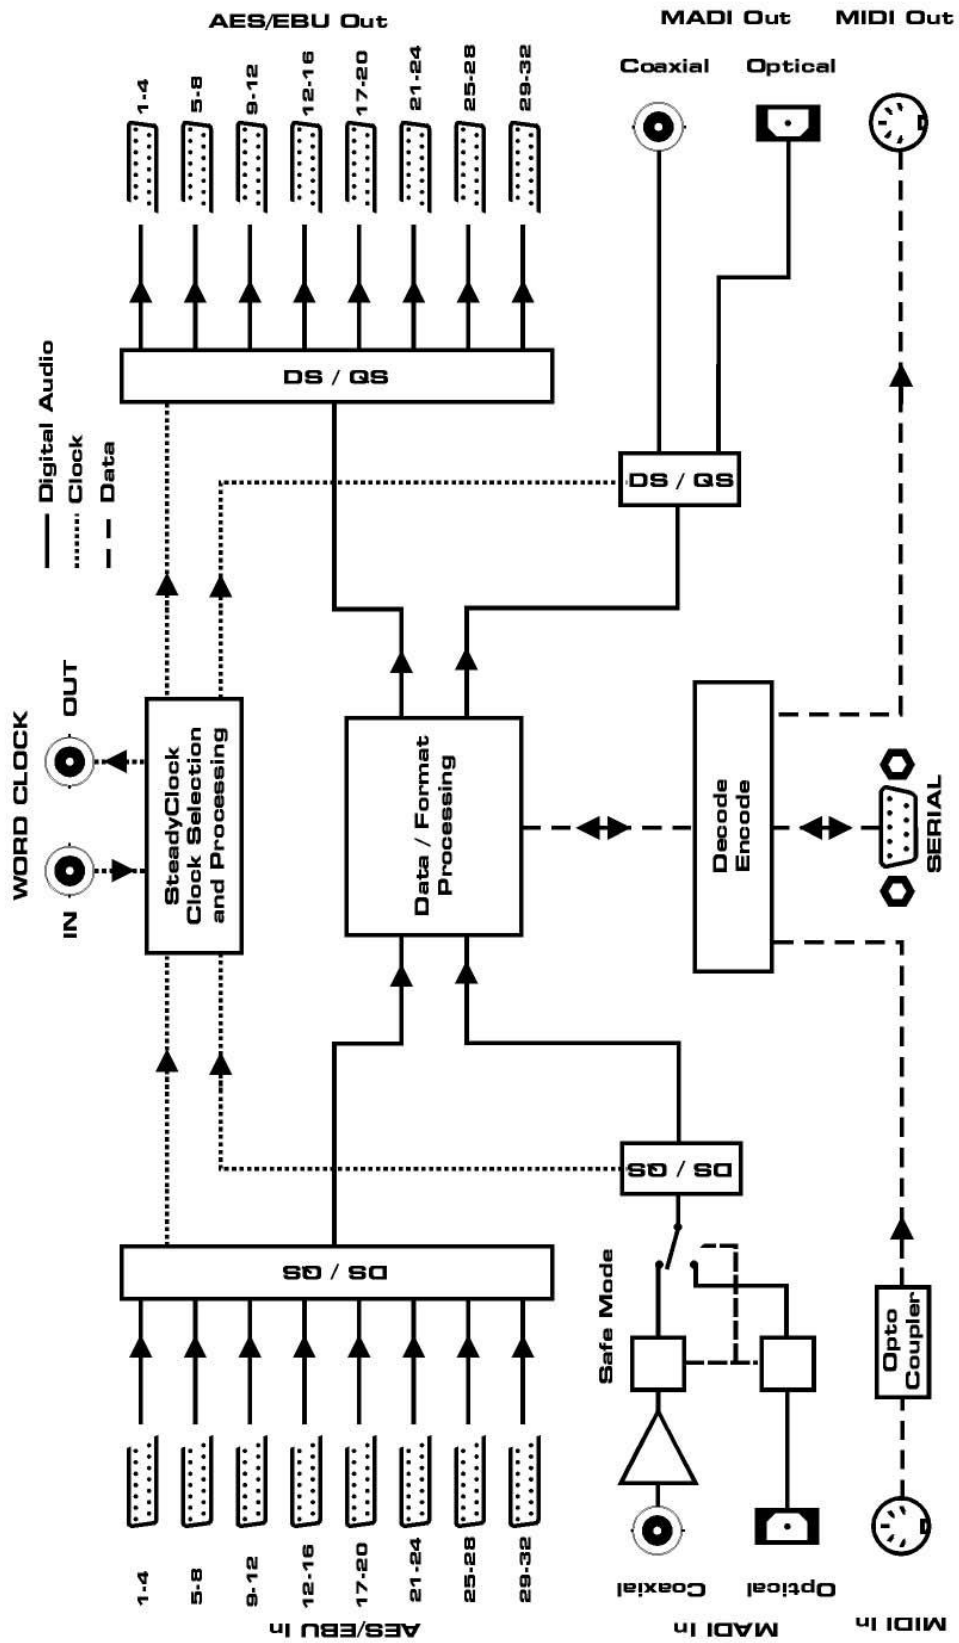 AES/EBU Out
MADI Out
MIDI Out
Coaxial
Optical
1-4
5-8
9-12
12-16
17-20
21-24
25-28
29-32
DS / QS
Digital Audio
Clock
Data
DS / QS
WORD CLOCK
IN
OUT
SteadyClock
Clock Selection
and Processing
Data / Format
Processing
Decode
Encode
SERIAL
DS / QS
DS / QS
Safe Mode
Opto
Coupler
1-4
5-8
9-12
12-16
17-20
21-24
25-28
29-32
Coaxial
Optical
AES/EBU In
MADI In
MIDI In